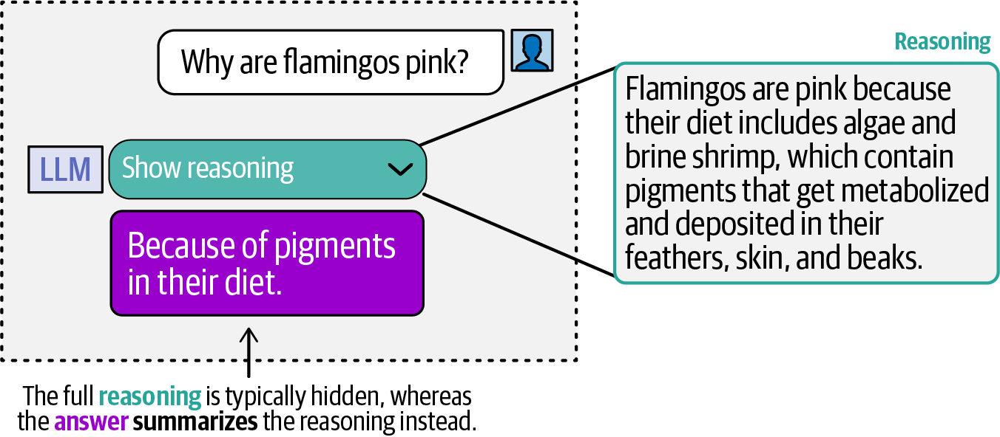 Why are flamingos pink?
LLM
Show reasoning
Because of pigments
in their diet.
Reasoning
Flamingos are pink because
their diet includes algae and
brine shrimp, which contain
pigments that get metabolized
and deposited in their
feathers, skin, and beaks.
The full reasoning is typically hidden, whereas
the answer summarizes the reasoning instead.